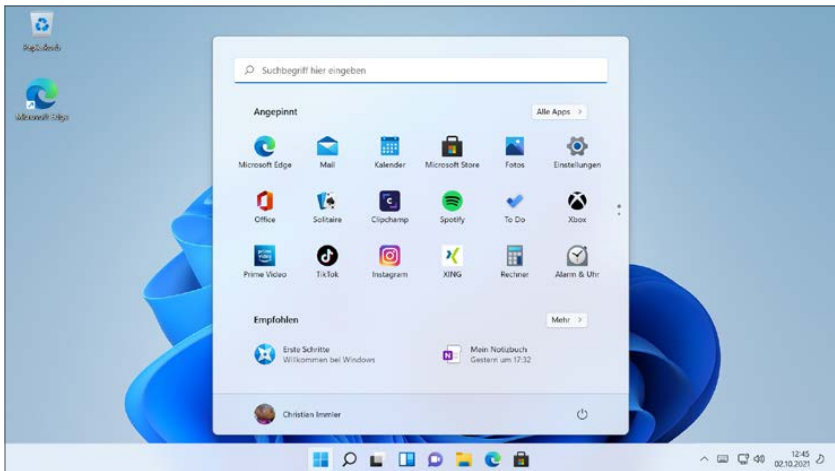 Papierkorb
Microsoft Edge
Suchbegriff hier eingeben
Angepinnt
Alle Apps >
Microsoft Edge Mail Kalender Microsoft Store Fotos Einstellungen
Office Solitaire Clipchamp Spotify To Do Xbox
prime video
Prime Video TikTok Instagram XING Rechner Alarm & Uhr
Empfohlen
Mehr >
Erste Schritte
Willkommen bei Windows
Mein Notizbuch
Gestern um 17:32
Christian Immler
12:45
02.10.2021